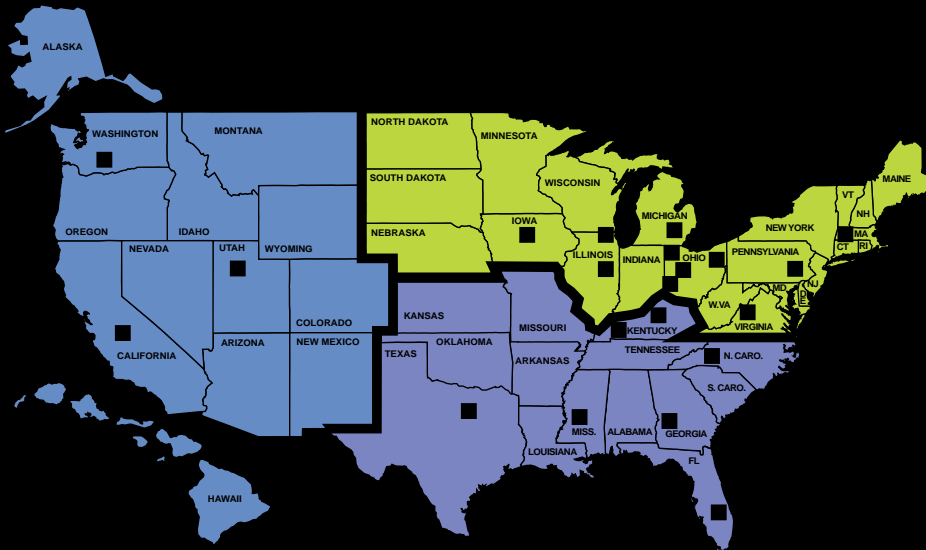 ALASKA
WASHINGTON
MONTANA
NORTH DAKOTA
MINNESOTA
SOUTH DAKOTA
WISCONSIN
MAINE
VT
NH
MICHIGAN
IOWA
NEW YORK
MA
CT
RI
OREGON
IDAHO
NEBRASKA
NEVADA
UTAH
WYOMING
ILLINOIS
INDIANA
OHIO
PENNSYLVANIA
NJ
MD
D
E
W.VA
VIRGINIA
COLORADO
KANSAS
MISSOURI
KENTUCKY
CALIFORNIA
ARIZONA
NEW MEXICO
TEXAS
OKLAHOMA
ARKANSAS
TENNESSEE
N. CARO.
S. CARO.
MISS.
ALABAMA
GEORGIA
LOUISIANA
FL
HAWAII